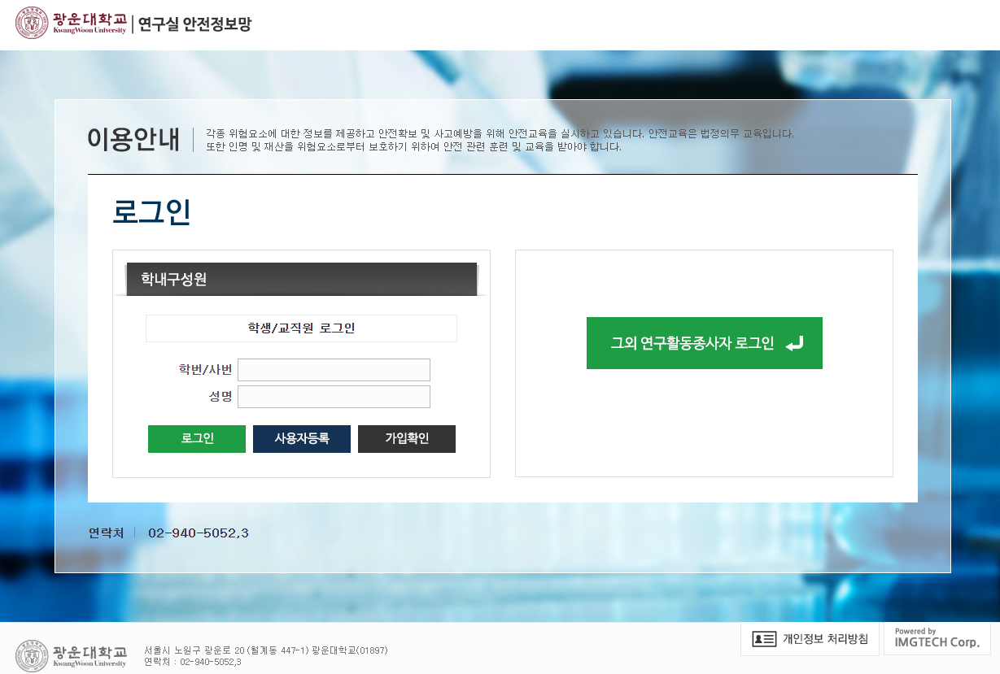 광운대학교
KwangWoon University
연구실 안전정보망
이용안내
각종 위험요소에 대한 정보를 제공하고 안전확보 및 사고예방을 위해 안전교육을 실시하고 있습니다. 안전교육은 법정의무 교육입니다.
또한 인명 및 재산을 위험요소로부터 보호하기 위하여 안전 관련 훈련 및 교육을 받아야 합니다.
로그인
학내구성원
학생/교직원 로그인
학번/사번
성명
로그인 사용자등록 가입확인
그외 연구활동종사자 로그인
연락처 02-940-5052,3
광운대학교
KwangWoon University
서울시 노원구 광운로 20 (월계동 447-1) 광운대학교(01897)
연락처 : 02-940-5052,3
개인정보 처리방침
Powered by
IMGTECH Corp.